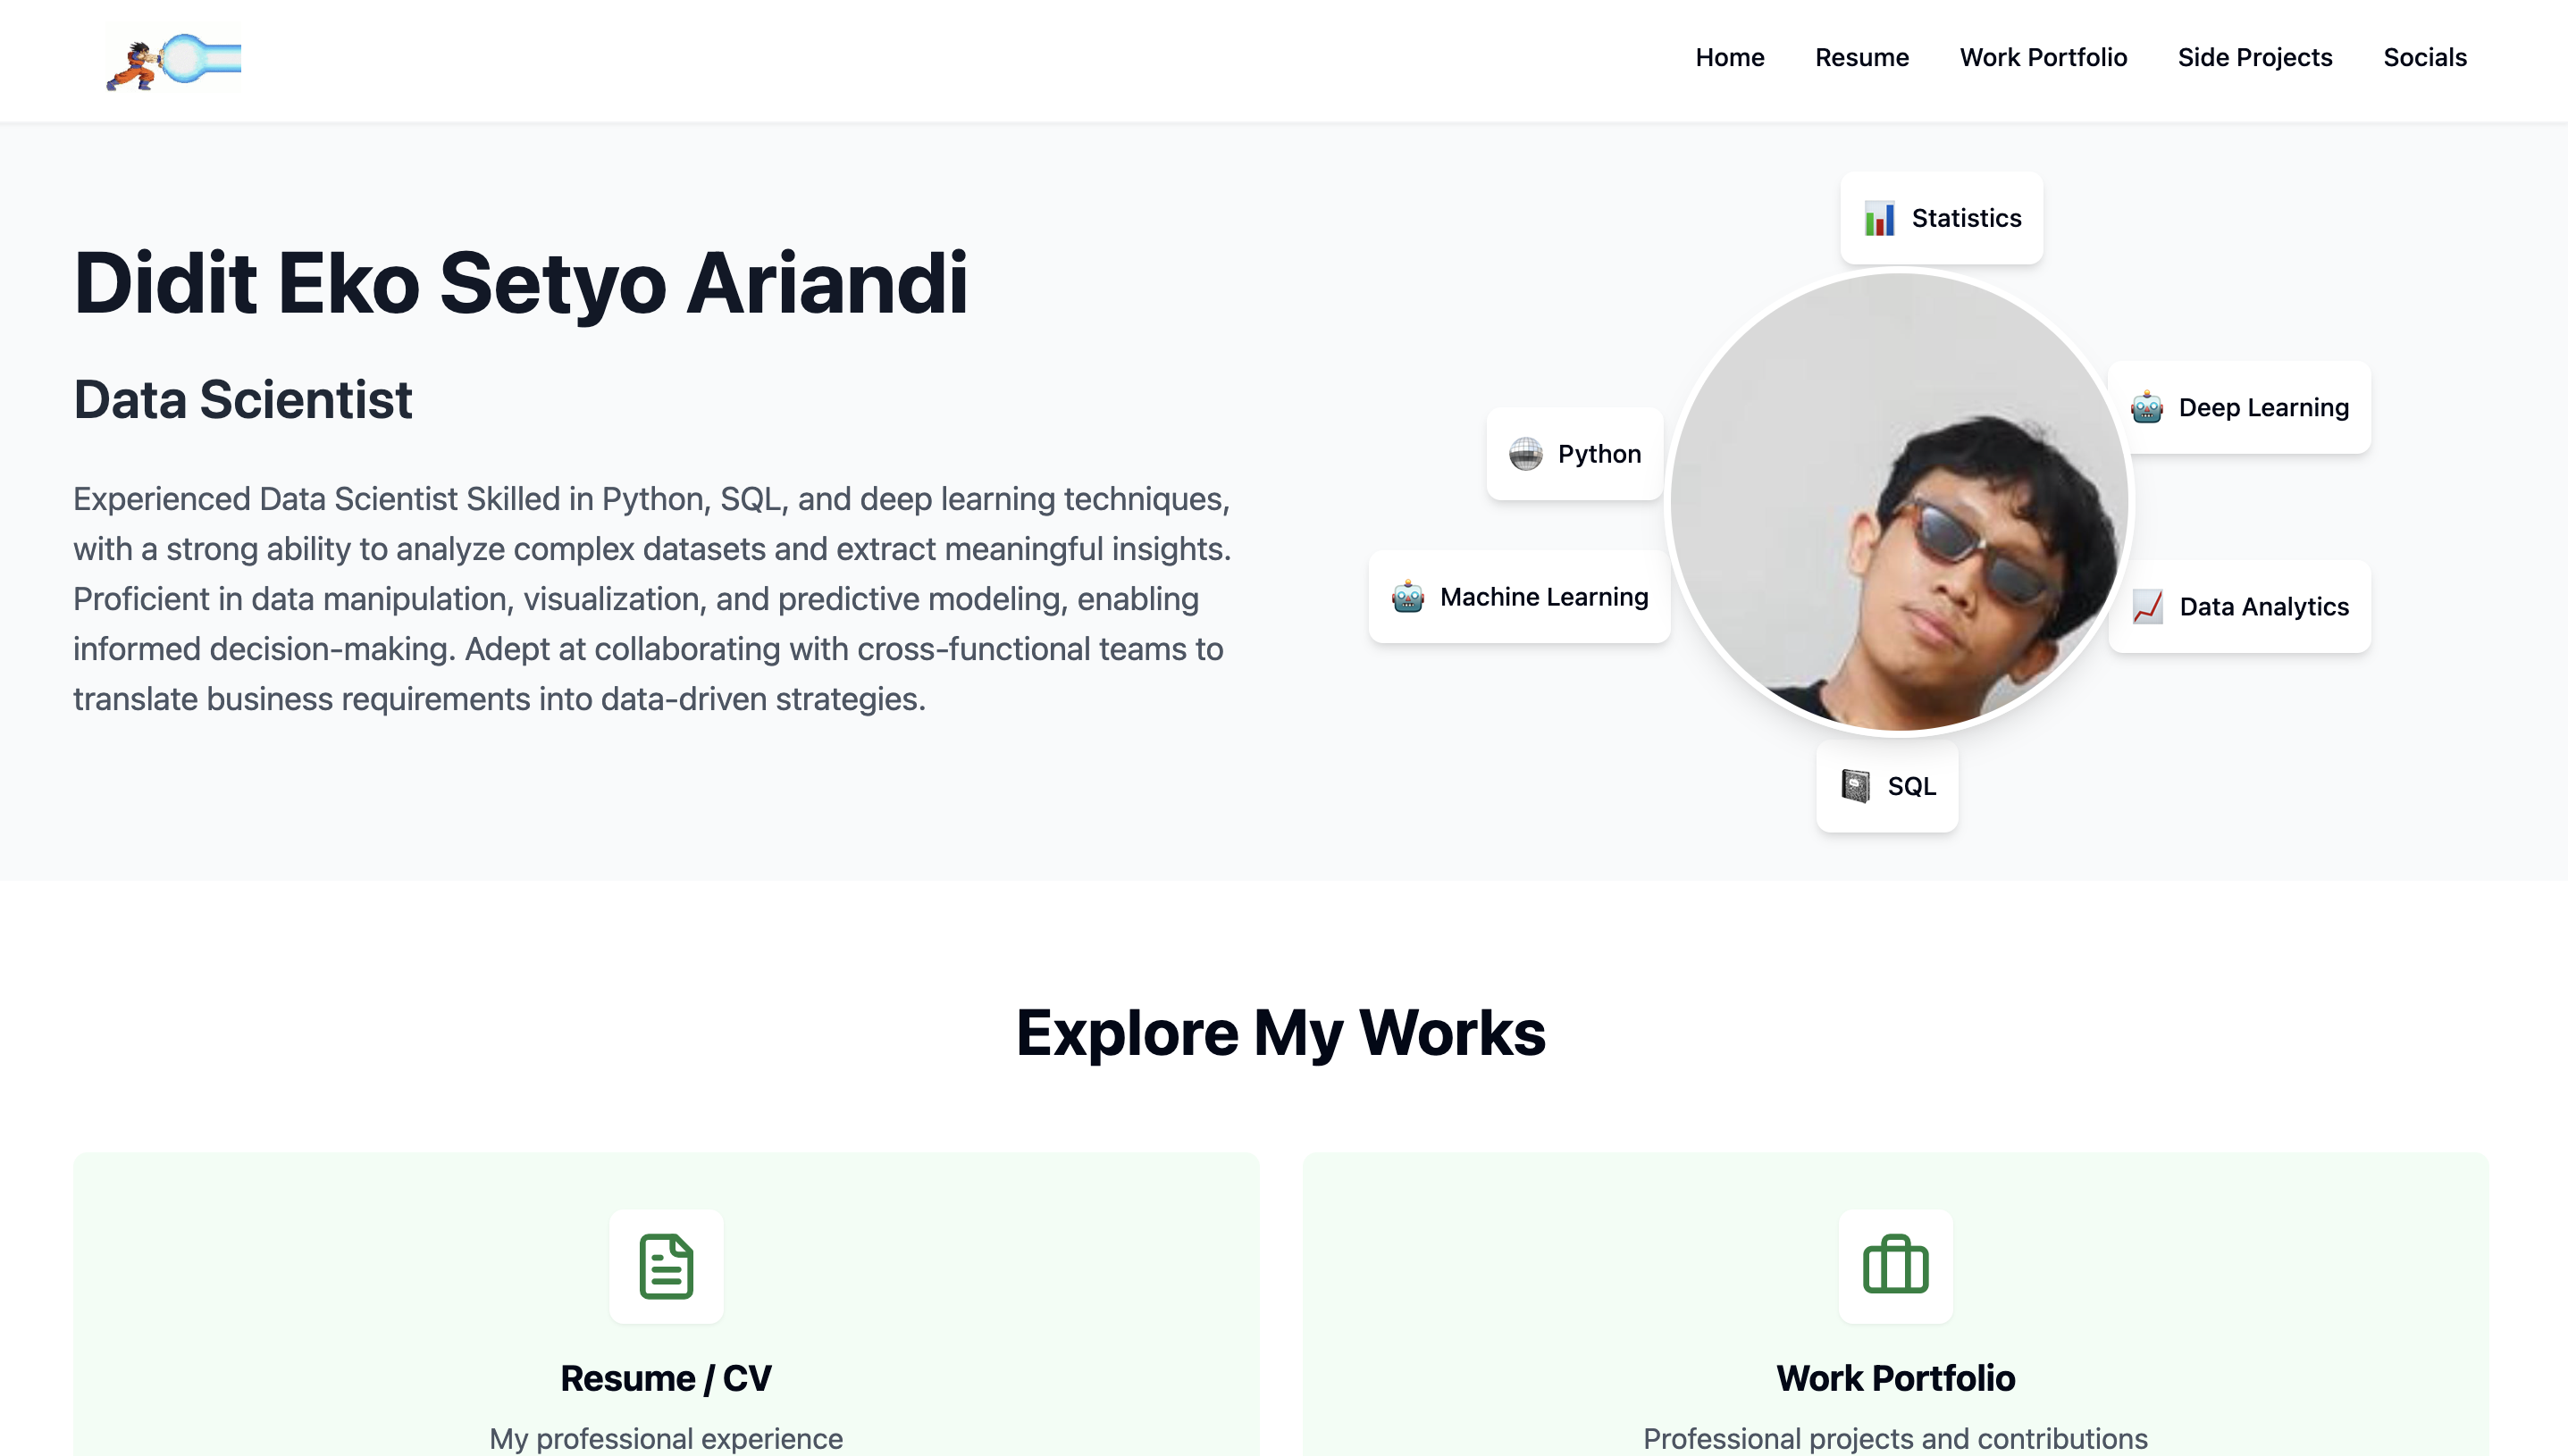 Home
Resume
Work Portfolio
Side Projects
Socials
Didit Eko Setyo Ariandi
Data Scientist
Experienced Data Scientist Skilled in Python, SQL, and deep learning techniques,
with a strong ability to analyze complex datasets and extract meaningful insights.
Proficient in data manipulation, visualization, and predictive modeling, enabling
informed decision-making. Adept at collaborating with cross-functional teams to
translate business requirements into data-driven strategies.
Statistics
Deep Learning
Python
Machine Learning
Data Analytics
SQL
Explore My Works
Resume / CV
My professional experience
Work Portfolio
Professional projects and contributions